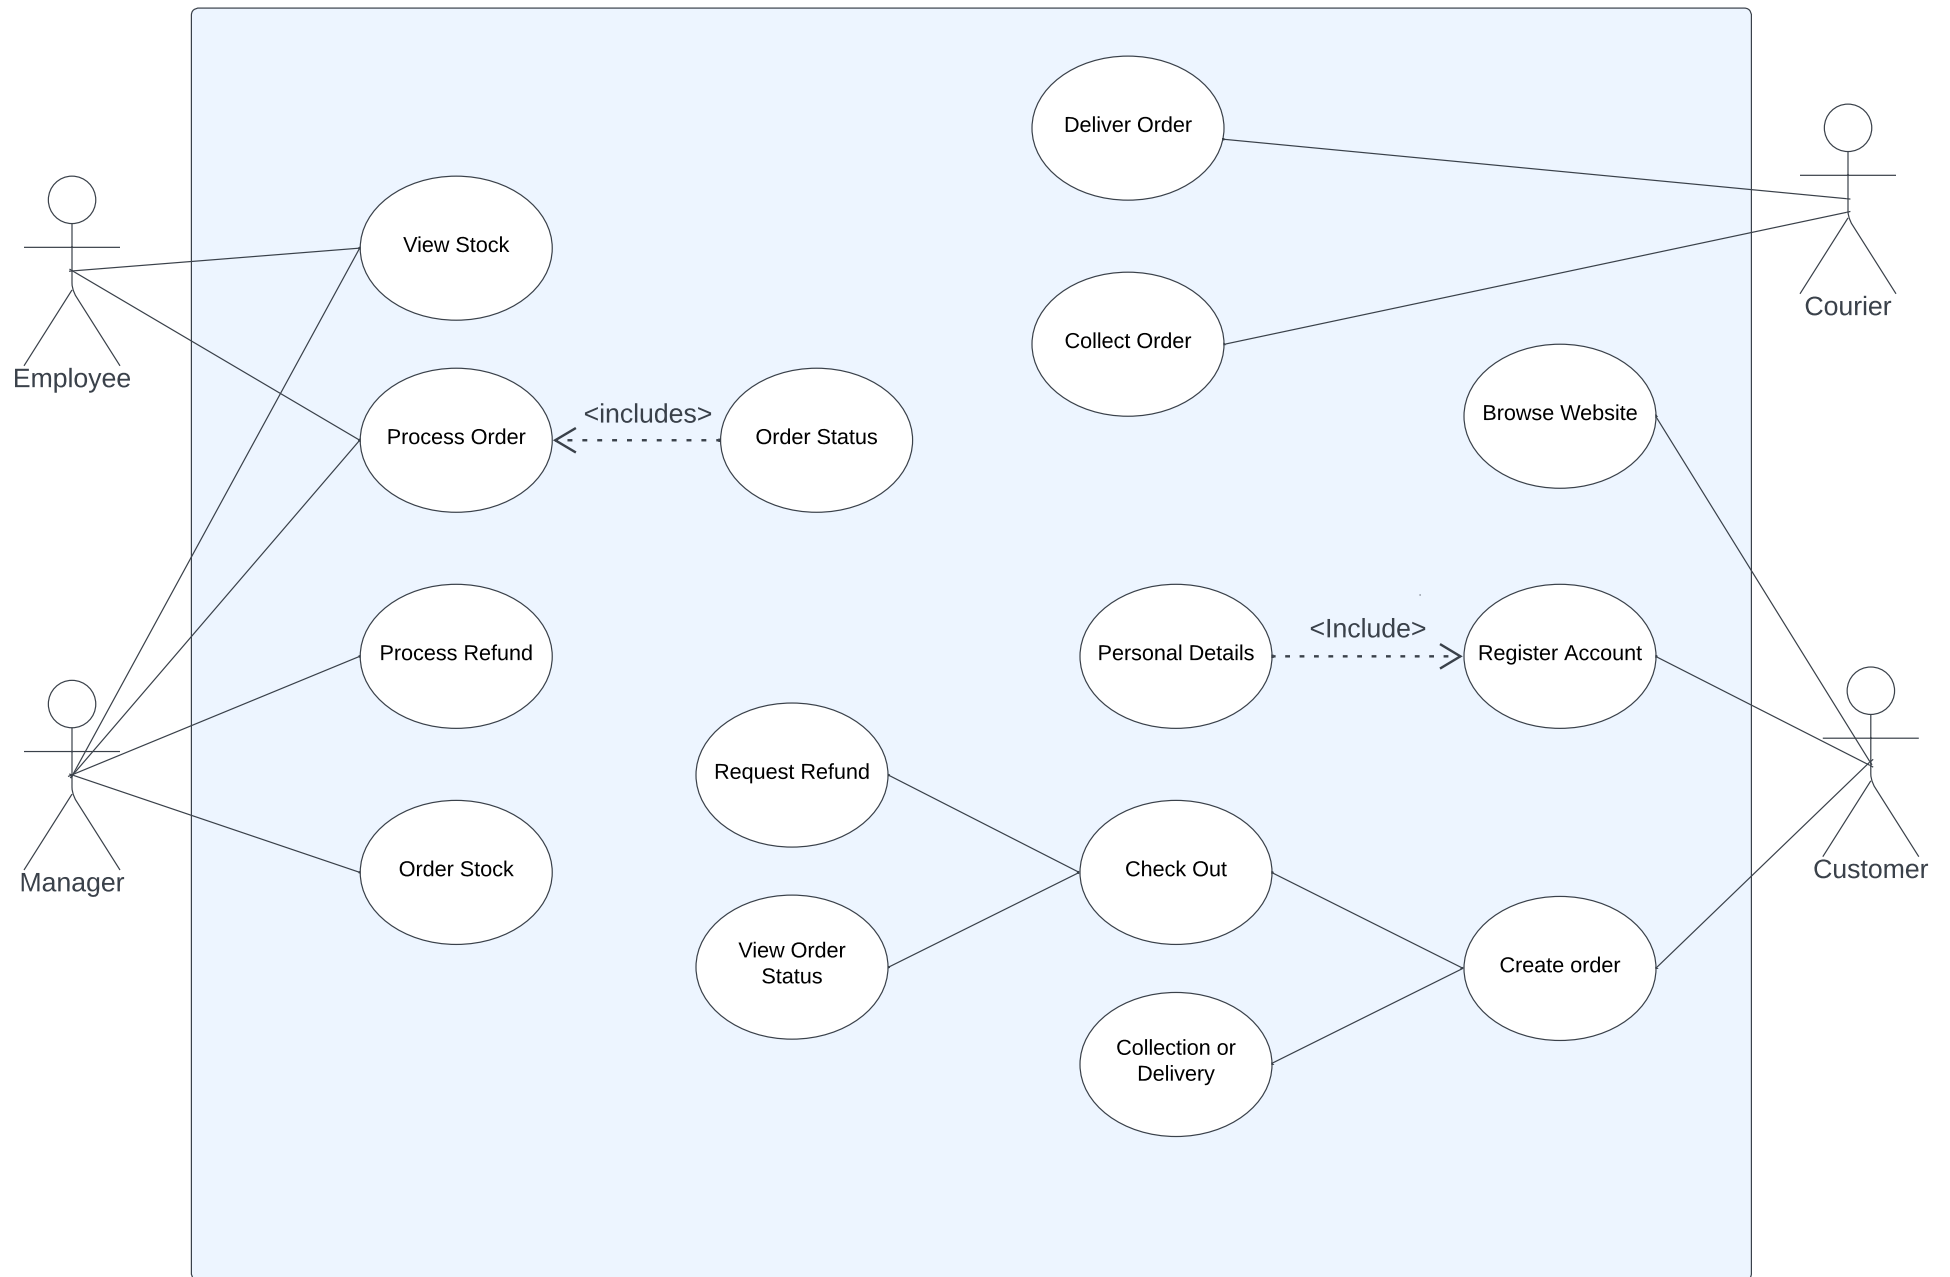 Deliver Order
View Stock
Employee
Courier
Collect Order
Browse Website
<includes>
Process Order
Order Status
<Include>
Process Refund
Personal Details
Register Account
Request Refund
Manager
Order Stock
Check Out
Customer
View Order
Status
Create order
Collection or
Delivery